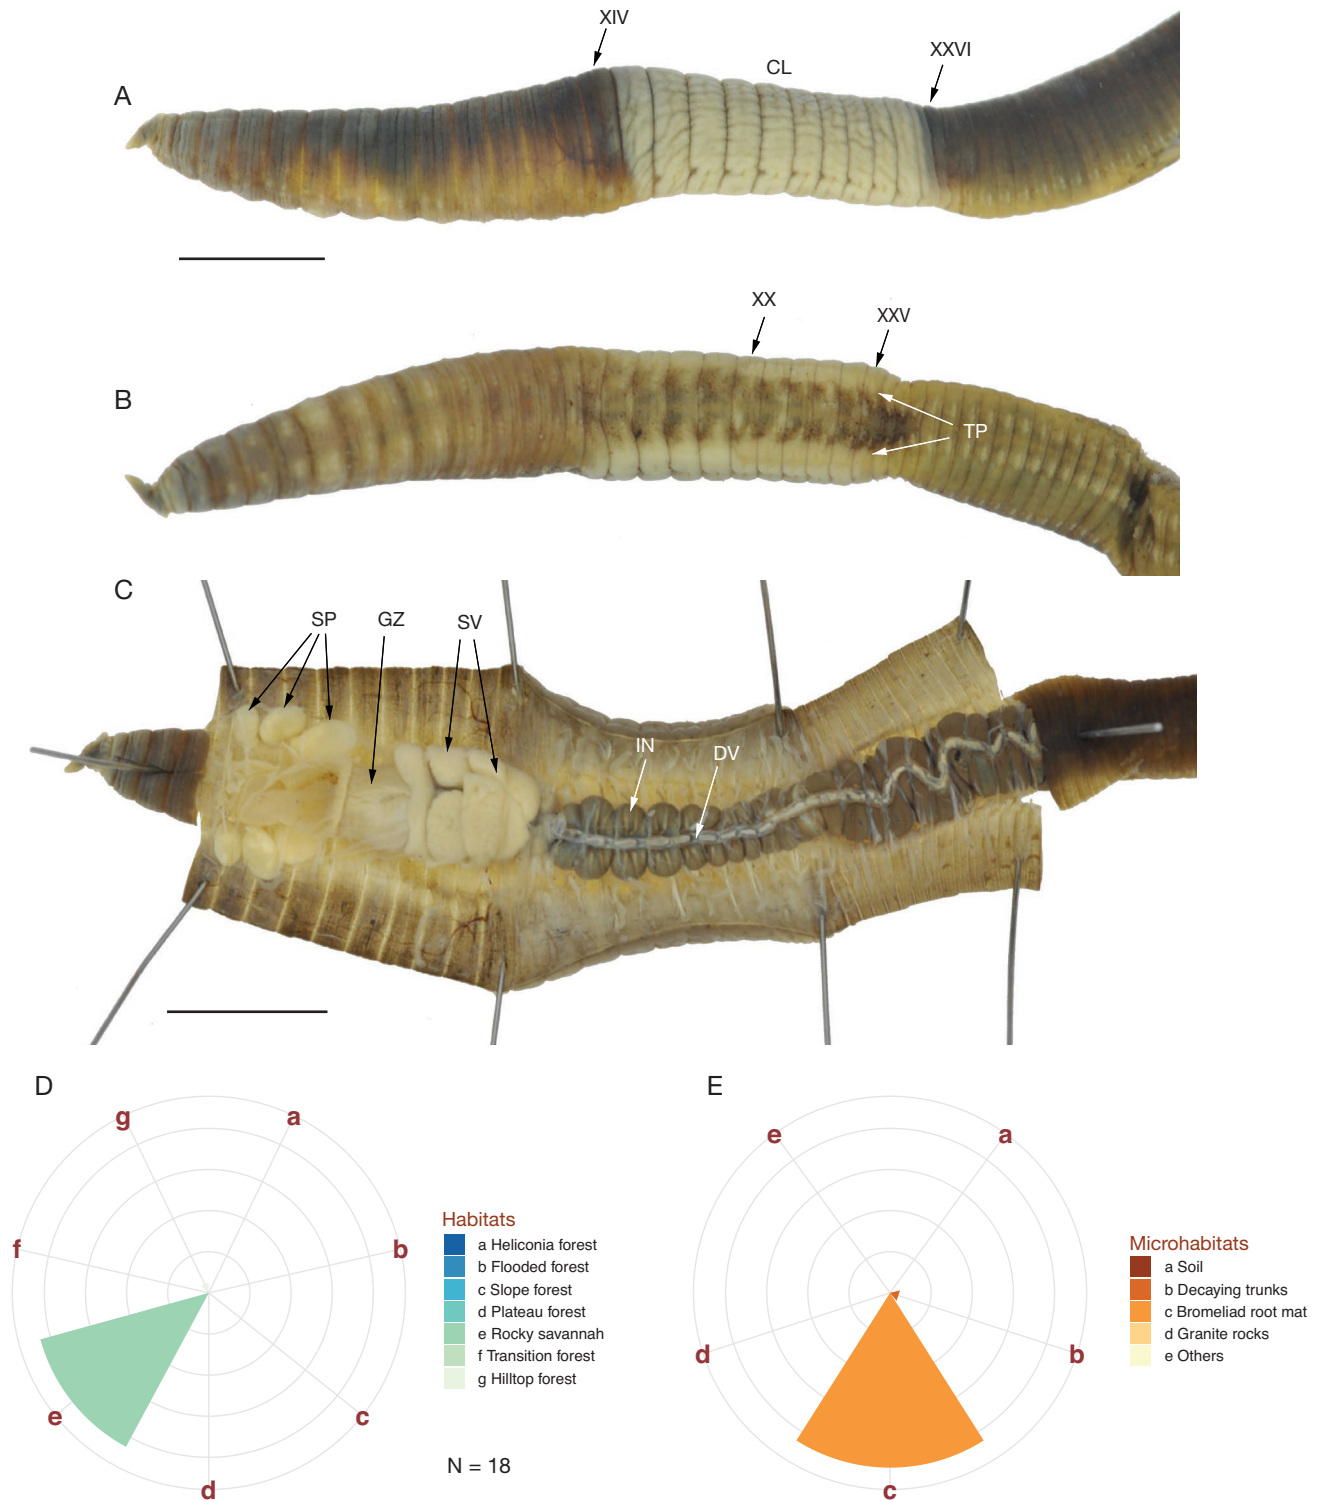 A
XIV
CL
XXVI
B
XX
XXV
TP
C
SP
GZ
SV
IN
DV
D
g
a
f
b
e
c
d
Habitats
a Heliconia forest
b Flooded forest
c Slope forest
d Plateau forest
e Rocky savannah
f Transition forest
g Hilltop forest
N = 18
E
e
a
d
b
c
Microhabitats
a Soil
b Decaying trunks
c Bromeliad root mat
d Granite rocks
e Others